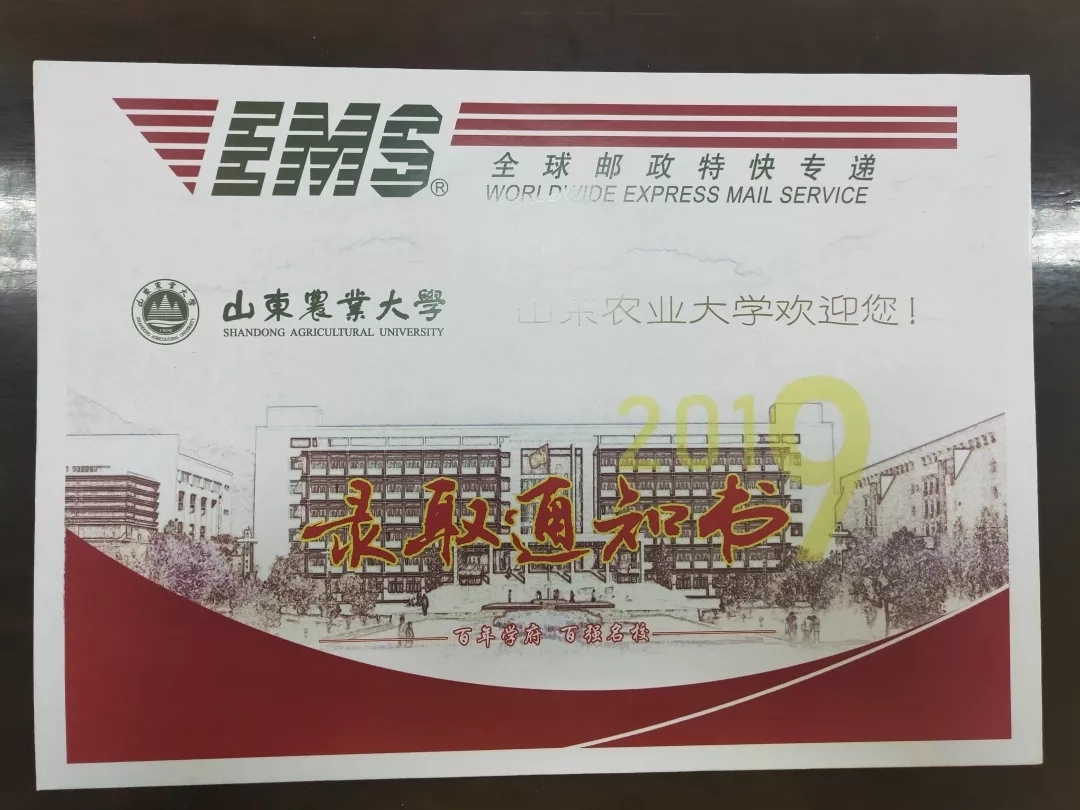 EMS®
全球邮政特快专递
WORLDWIDE EXPRESS MAIL SERVICE
山東農業大學
SHANDONG AGRICULTURAL UNIVERSITY
山东农业大学欢迎您！
2019
录取通知书
百年学府 百强名校